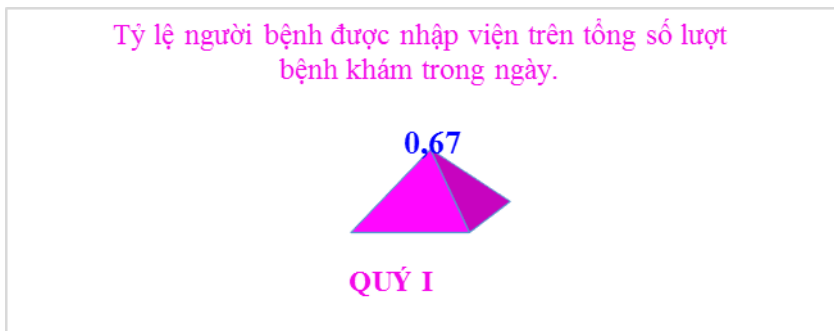 Tỷ lệ người bệnh được nhập viện trên tổng số lượt
bệnh khám trong ngày.
0,67
QUÝ I